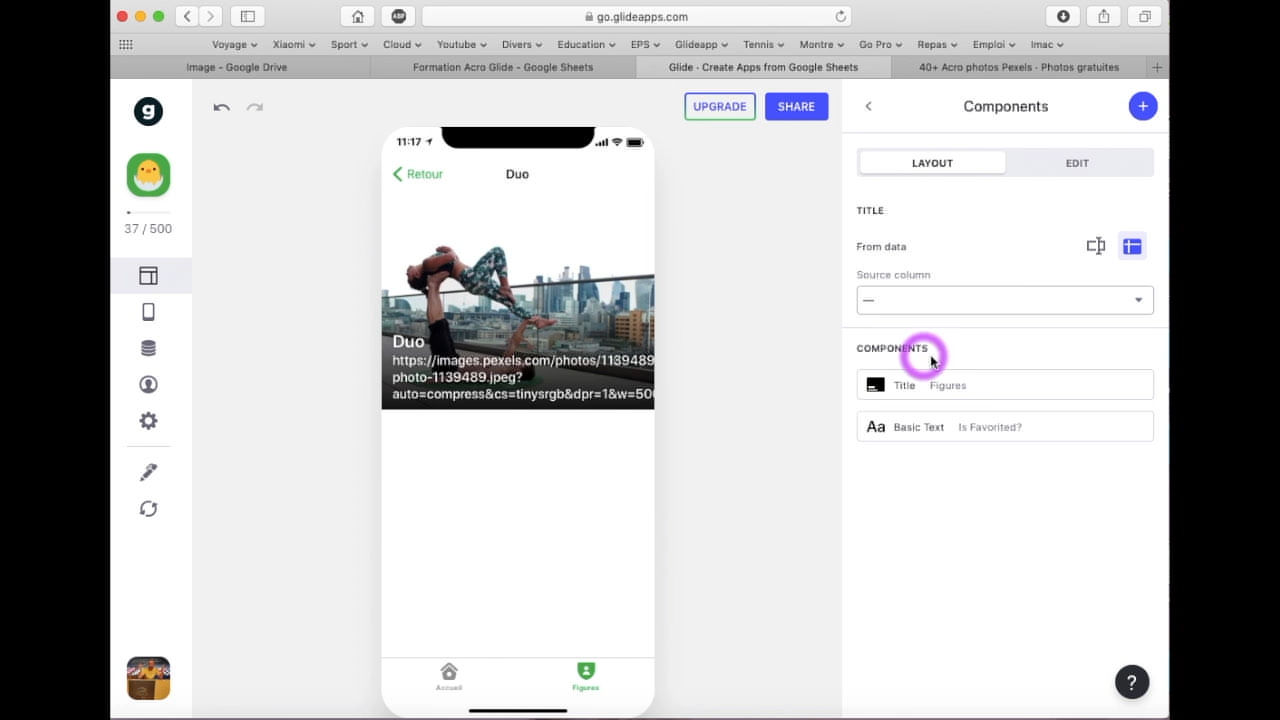 go.glideapps.com
ABP
Voyage
Xiaomi
Sport
Cloud
Youtube
Divers
Education
EPS
Glideapp
Tennis
Montre
Go Pro
Repas
Emploi
Imac
Image - Google Drive
Formation Acro Glide - Google Sheets
Glide · Create Apps from Google Sheets
40+ Acro photos Pexels · Photos gratuites
g
37 / 500
UPGRADE
SHARE
11:17
Retour
Duo
Duo
https://images.pexels.com/photos/1139489
photo-1139489.jpeg?
auto=compress&cs=tinysrgb&dpr=1&w=500
Accueil
Figures
Components
LAYOUT
EDIT
TITLE
From data
Source column
—
COMPONENTS
Title Figures
Aa Basic Text Is Favorited?
?